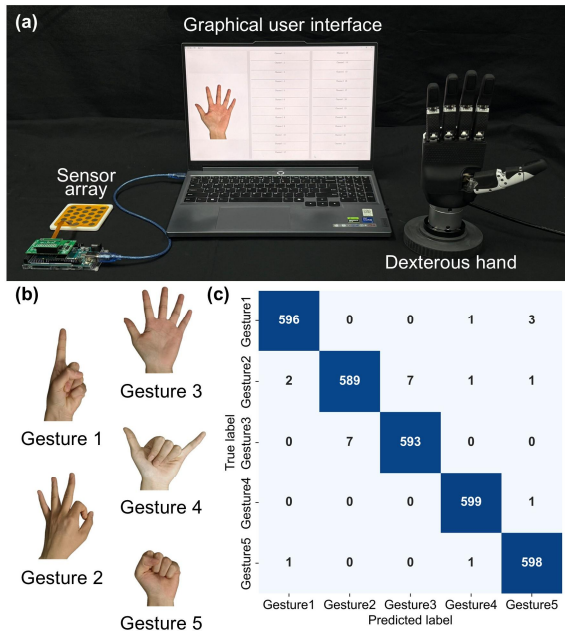 (a)
Graphical user interface
Sensor
array
Dexterous hand
(b)
Gesture 3
Gesture 1
Gesture 4
Gesture 2
Gesture 5
(c)
True label
Gesture1
596 0 0 1 3
Gesture2
2 589 7 1 1
Gesture3
0 7 593 0 0
Gesture4
0 0 0 599 1
Gesture5
1 0 0 1 598
Gesture1 Gesture2 Gesture3 Gesture4 Gesture5
Predicted label